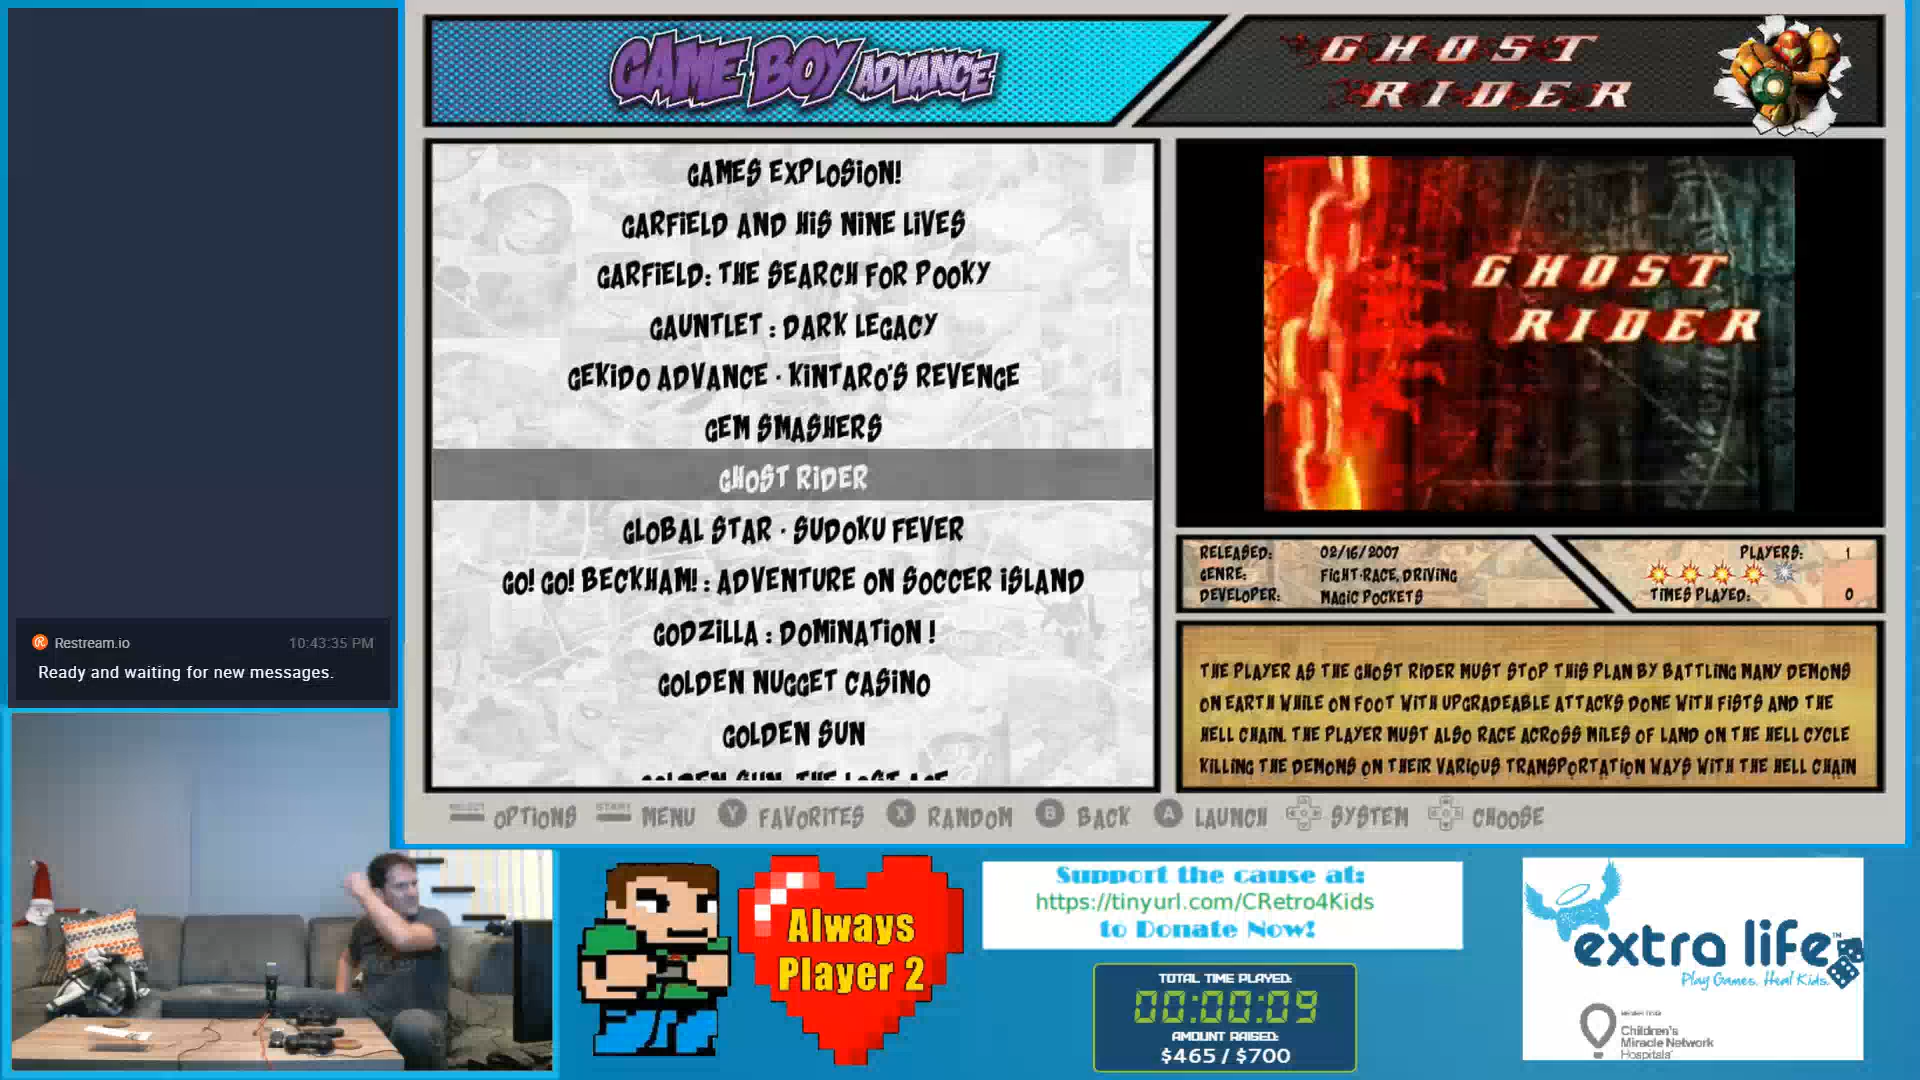 GAME BOY ADVANCE
GHOST
RIDER
GAMES EXPLOSION!
GARFIELD AND HIS NINE LIVES
GARFIELD: THE SEARCH FOR POOKY
GAUNTLET : DARK LEGACY
GEKIDO ADVANCE - KINTARO'S REVENGE
GEM SMASHERS
GHOST RIDER
GLOBAL STAR - SUDOKU FEVER
GO! GO! BECKHAM! : ADVENTURE ON SOCCER ISLAND
GODZILLA : DOMINATION !
GOLDEN NUGGET CASINO
GOLDEN SUN
GHOST
RIDER
RELEASED: 02/16/2007
GENRE: FIGHT-RACE, DRIVING
DEVELOPER: MAGIC POCKETS
PLAYERS: 1
TIMES PLAYED: 0
THE PLAYER AS THE GHOST RIDER MUST STOP THIS PLAN BY BATTLING MANY DEMONS
ON EARTH WHILE ON FOOT WITH UPGRADEABLE ATTACKS DONE WITH FISTS AND THE
HELL CHAIN. THE PLAYER MUST ALSO RACE ACROSS MILES OF LAND ON THE HELL CYCLE
KILLING THE DEMONS ON THEIR VARIOUS TRANSPORTATION WAYS WITH THE HELL CHAIN
SELECT OPTIONS START MENU Y FAVORITES X RANDOM B BACK A LAUNCH SYSTEM CHOOSE
Restream.io 10:43:35 PM
Ready and waiting for new messages.
Always
Player 2
Support the cause at:
https://tinyurl.com/CRetro4Kids
to Donate Now!
TOTAL TIME PLAYED:
00:00:09
AMOUNT RAISED:
$465 / $700
extra life™
Play Games. Heal Kids.
Children's
Miracle Network
Hospitals